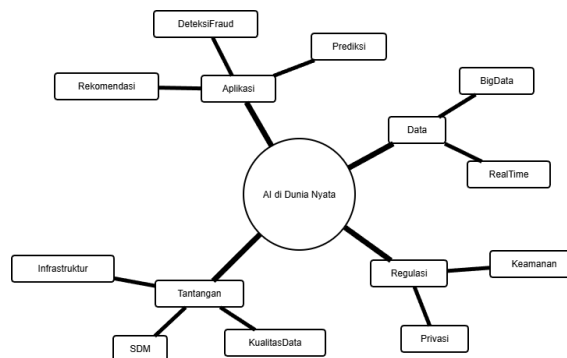 DeteksiFraud
Prediksi
Rekomendasi
Aplikasi
BigData
Data
RealTime
AI di Dunia Nyata
Infrastruktur
Tantangan
SDM
KualitasData
Regulasi
Keamanan
Privasi